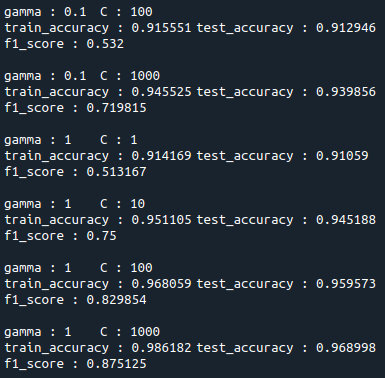 gamma : 0.1  C : 100
train_accuracy : 0.915551 test_accuracy : 0.912946
f1_score : 0.532
gamma : 0.1  C : 1000
train_accuracy : 0.945525 test_accuracy : 0.939856
f1_score : 0.719815
gamma : 1    C : 1
train_accuracy : 0.914169 test_accuracy : 0.91059
f1_score : 0.513167
gamma : 1    C : 10
train_accuracy : 0.951105 test_accuracy : 0.945188
f1_score : 0.75
gamma : 1    C : 100
train_accuracy : 0.968059 test_accuracy : 0.959573
f1_score : 0.829854
gamma : 1    C : 1000
train_accuracy : 0.986182 test_accuracy : 0.968998
f1_score : 0.875125